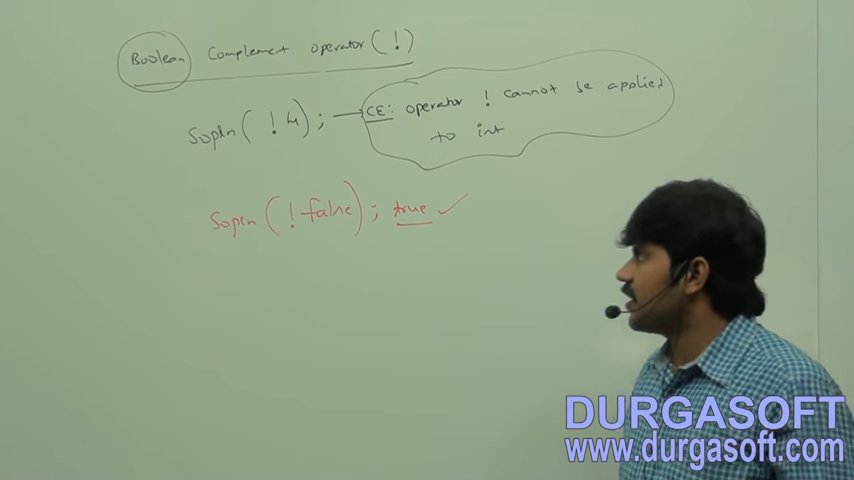 Boolean Complement operator (!)
Sopln( !4); → CE: operator ! cannot be applied
to int
Sopln (!false); true ✓
DURGASOFT
www.durgasoft.com